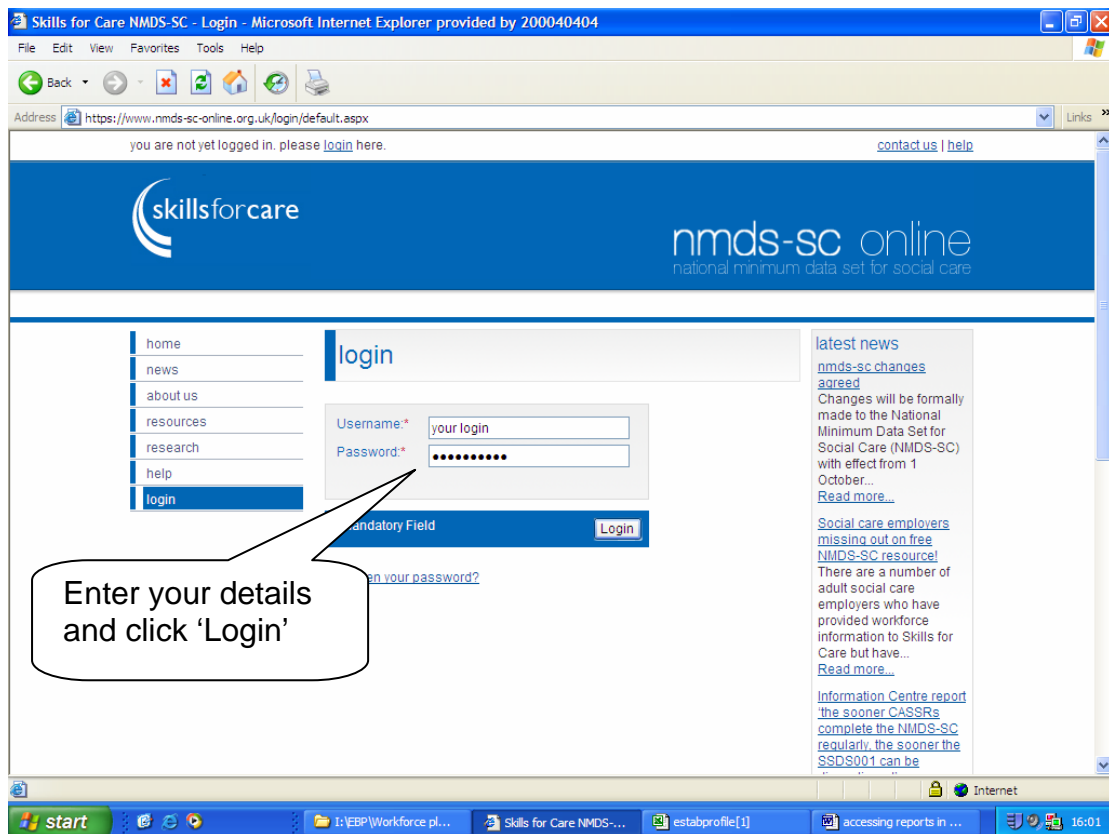 Skills for Care NMDS-SC - Login - Microsoft Internet Explorer provided by 200040404
File Edit View Favorites Tools Help
Back
Address https://www.nmds-sc-online.org.uk/login/default.aspx Links »
you are not yet logged in. please login here. contact us | help
skillsforcare
nmds-sc online
national minimum data set for social care
home
news
about us
resources
research
help
login
login
Username:* your login
Password:* ••••••••••
andatory Field Login
en your password?
Enter your details
and click ‘Login’
latest news
nmds-sc changes
agreed
Changes will be formally
made to the National
Minimum Data Set for
Social Care (NMDS-SC)
with effect from 1
October...
Read more...
Social care employers
missing out on free
NMDS-SC resource!
There are a number of
adult social care
employers who have
provided workforce
information to Skills for
Care but have...
Read more...
Information Centre report
'the sooner CASSRs
complete the NMDS-SC
regularly, the sooner the
SSDS001 can be
Internet
start I:\EBP\Workforce pl... Skills for Care NMDS-... estabprofile[1] accessing reports in ... 16:01